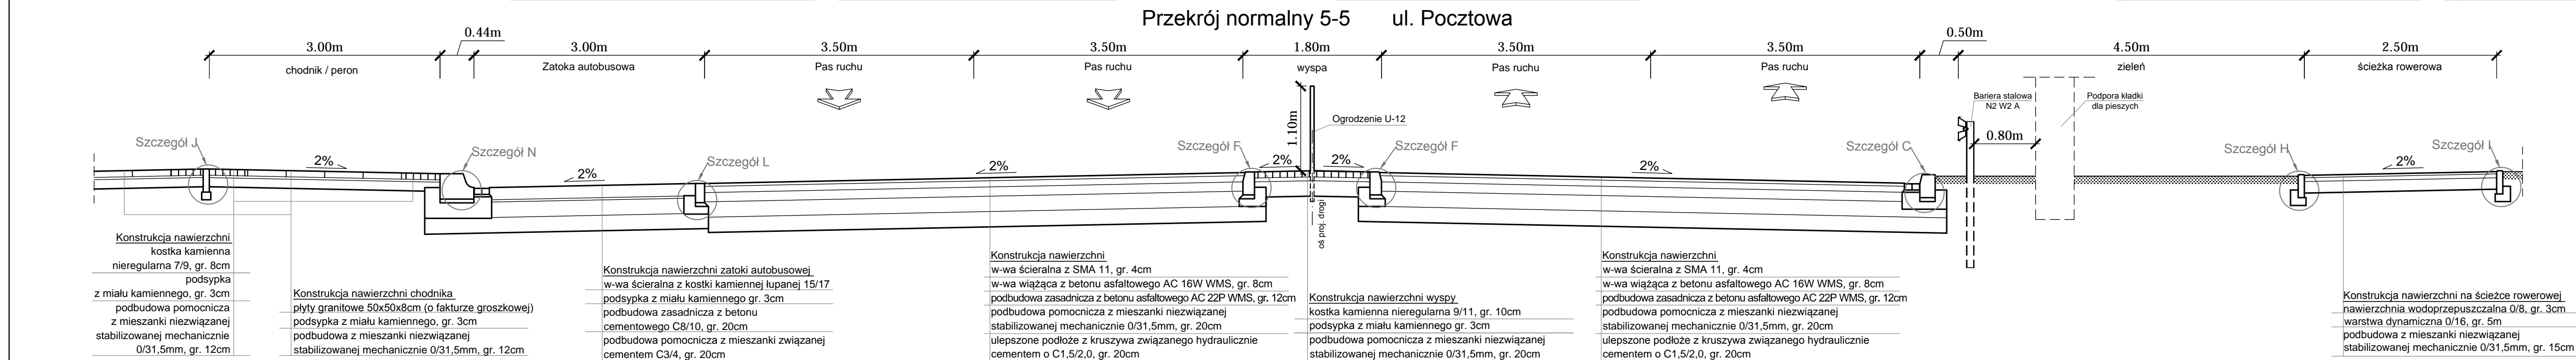 Przekrój normalny 5-5 ul. Pocztowa
3.00m
0.44m
3.00m
3.50m
3.50m
1.80m
3.50m
3.50m
0.50m
4.50m
2.50m
chodnik / peron
Zatoka autobusowa
Pas ruchu
Pas ruchu
wyspa
Pas ruchu
Pas ruchu
zieleń
ścieżka rowerowa
Bariera stalowa
N2 W2 A
Podpora kładki
dla pieszych
1.10m
Ogrodzenie U-12
0.80m
Szczegół J
Szczegół N
Szczegół L
Szczegół F
Szczegół F
Szczegół C
Szczegół H
Szczegół I
2%
2%
2%
2%
2%
2%
2%
oś proj. drogi
Konstrukcja nawierzchni
kostka kamienna
nieregularna 7/9, gr. 8cm
podsypka
z miału kamiennego, gr. 3cm
podbudowa pomocnicza
z mieszanki niezwiązanej
stabilizowanej mechanicznie
0/31,5mm, gr. 12cm
Konstrukcja nawierzchni chodnika
płyty granitowe 50x50x8cm (o fakturze groszkowej)
podsypka z miału kamiennego, gr. 3cm
podbudowa z mieszanki niezwiązanej
stabilizowanej mechanicznie 0/31,5mm, gr. 12cm
Konstrukcja nawierzchni zatoki autobusowej
w-wa ścieralna z kostki kamiennej łupanej 15/17
podsypka z miału kamiennego gr. 3cm
podbudowa zasadnicza z betonu
cementowego C8/10, gr. 20cm
podbudowa pomocnicza z mieszanki związanej
cementem C3/4, gr. 20cm
Konstrukcja nawierzchni
w-wa ścieralna z SMA 11, gr. 4cm
w-wa wiążąca z betonu asfaltowego AC 16W WMS, gr. 8cm
podbudowa zasadnicza z betonu asfaltowego AC 22P WMS, gr. 12cm
podbudowa pomocnicza z mieszanki niezwiązanej
stabilizowanej mechanicznie 0/31,5mm, gr. 20cm
ulepszone podłoże z kruszywa związanego hydraulicznie
cementem o C1,5/2,0, gr. 20cm
Konstrukcja nawierzchni wyspy
kostka kamienna nieregularna 9/11, gr. 10cm
podsypka z miału kamiennego gr. 3cm
podbudowa pomocnicza z mieszanki niezwiązanej
stabilizowanej mechanicznie 0/31,5mm, gr. 20cm
Konstrukcja nawierzchni
w-wa ścieralna z SMA 11, gr. 4cm
w-wa wiążąca z betonu asfaltowego AC 16W WMS, gr. 8cm
podbudowa zasadnicza z betonu asfaltowego AC 22P WMS, gr. 12cm
podbudowa pomocnicza z mieszanki niezwiązanej
stabilizowanej mechanicznie 0/31,5mm, gr. 20cm
ulepszone podłoże z kruszywa związanego hydraulicznie
cementem o C1,5/2,0, gr. 20cm
Konstrukcja nawierzchni na ścieżce rowerowej
nawierzchnia wodoprzepuszczalna 0/8, gr. 3cm
warstwa dynamiczna 0/16, gr. 5m
podbudowa z mieszanki niezwiązanej
stabilizowanej mechanicznie 0/31,5mm, gr. 15cm